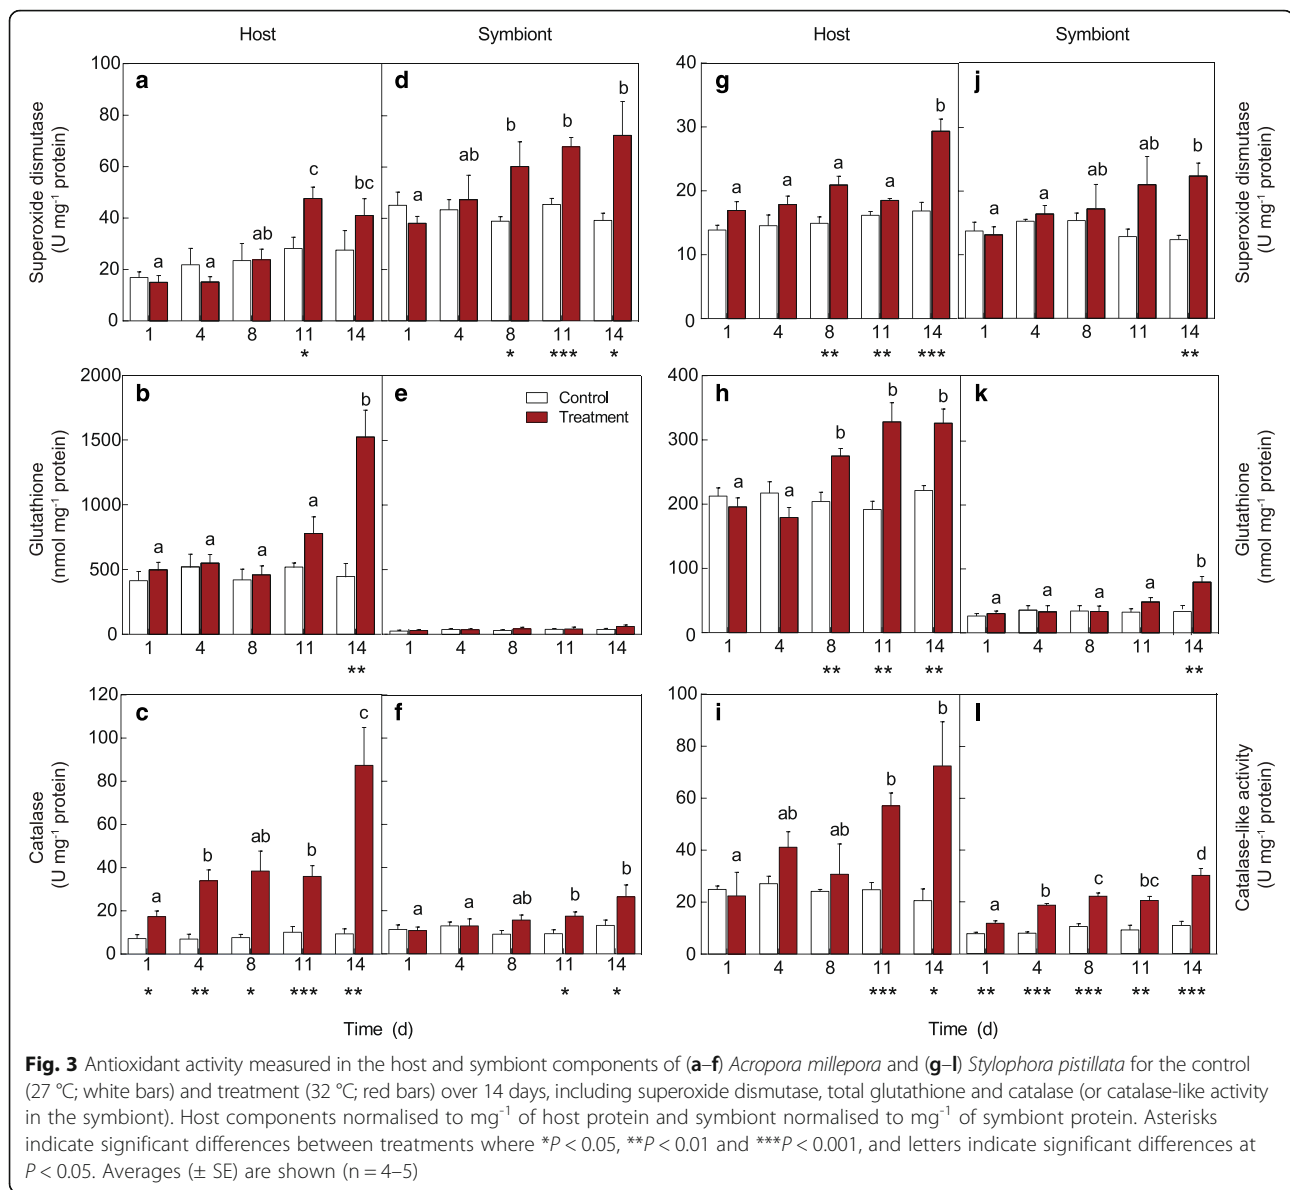 Host
Symbiont
Host
Symbiont
Superoxide dismutase
(U mg⁻¹ protein)
100
80
60
40
20
0
a
a
a
ab
c
bc
1
4
8
11
14
*
d
a
ab
b
b
b
1
4
8
11
14
*
***
*
40
30
20
10
0
g
a
a
a
a
b
1
4
8
11
14
**
**
***
j
a
a
ab
ab
b
1
4
8
11
14
**
Superoxide dismutase
(U mg⁻¹ protein)
Glutathione
(nmol mg⁻¹ protein)
2000
1500
1000
500
0
b
a
a
a
a
b
1
4
8
11
14
**
e
Control
Treatment
1
4
8
11
14
400
300
200
100
0
h
a
a
b
b
b
1
4
8
11
14
**
**
**
k
a
a
a
a
b
1
4
8
11
14
**
Glutathione
(nmol mg⁻¹ protein)
Catalase
(U mg⁻¹ protein)
120
100
80
60
40
20
0
c
a
b
ab
b
c
1
4
8
11
14
*
**
*
***
**
f
a
a
ab
b
b
1
4
8
11
14
*
*
100
80
60
40
20
0
i
a
ab
ab
b
b
1
4
8
11
14
***
*
l
a
b
c
bc
d
1
4
8
11
14
**
***
***
**
***
Catalase-like activity
(U mg⁻¹ protein)
Time (d)
Time (d)
Fig. 3 Antioxidant activity measured in the host and symbiont components of (a–f) Acropora millepora and (g–l) Stylophora pistillata for the control
(27 °C; white bars) and treatment (32 °C; red bars) over 14 days, including superoxide dismutase, total glutathione and catalase (or catalase-like activity
in the symbiont). Host components normalised to mg⁻¹ of host protein and symbiont normalised to mg⁻¹ of symbiont protein. Asterisks
indicate significant differences between treatments where *P < 0.05, **P < 0.01 and ***P < 0.001, and letters indicate significant differences at
P < 0.05. Averages (± SE) are shown (n = 4–5)